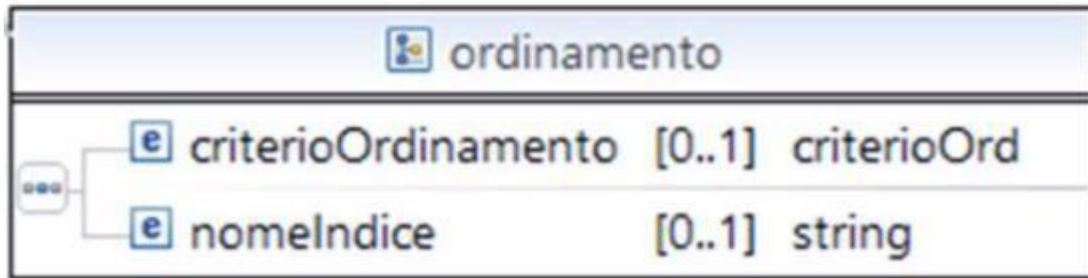 ordinamento
e criterioOrdinamento [0..1] criterioOrd
e nomeIndice [0..1] string